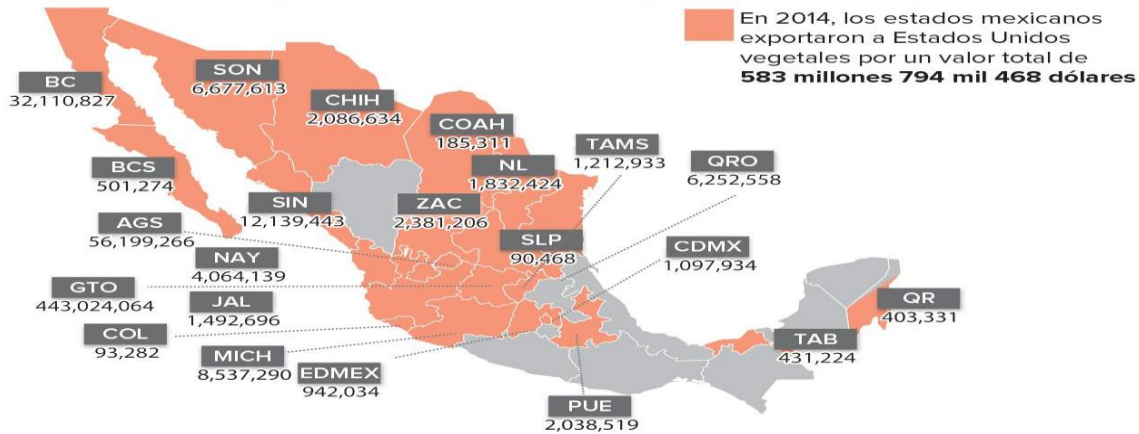 En 2014, los estados mexicanos
exportaron a Estados Unidos
vegetales por un valor total de
583 millones 794 mil 468 dólares
BC
32,110,827
SON
6,677,613
CHIH
2,086,634
COAH
185,311
TAMS
1,212,933
QRO
6,252,558
BCS
501,274
NL
1,832,424
SIN
12,139,443
ZAC
2,381,206
AGS
56,199,266
SLP
90,468
CDMX
1,097,934
NAY
4,064,139
GTO
443,024,064
JAL
1,492,696
QR
403,331
COL
93,282
TAB
431,224
MICH
8,537,290
EDMEX
942,034
PUE
2,038,519